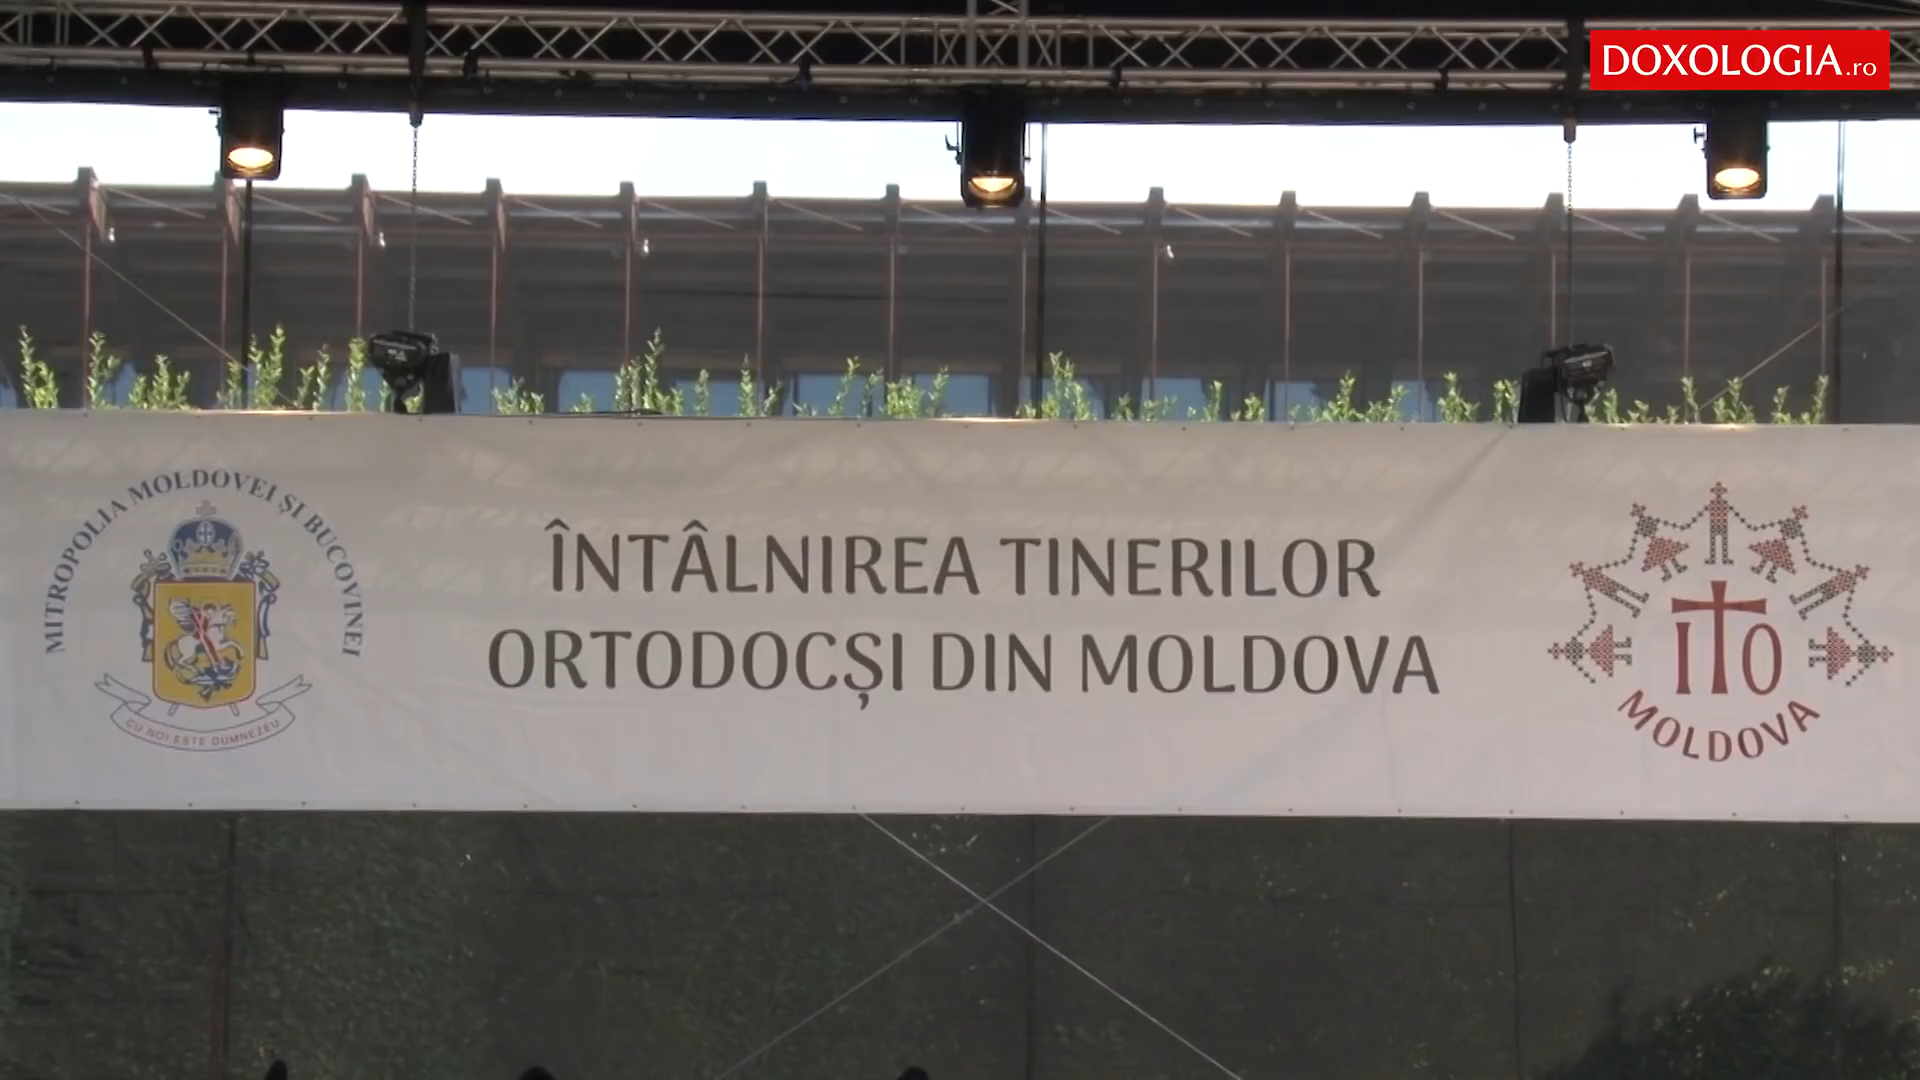 DOXOLOGIA.ro
MITROPOLIA MOLDOVEI ȘI BUCOVINEI
CU NOI ESTE DUMNEZEU
ÎNTÂLNIREA TINERILOR
ORTODOCȘI DIN MOLDOVA
ITO
MOLDOVA